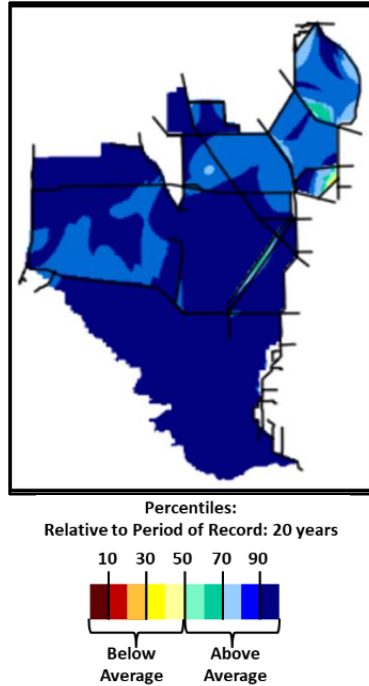 Percentiles:
Relative to Period of Record: 20 years
10 30 50 70 90
Below Above
Average Average